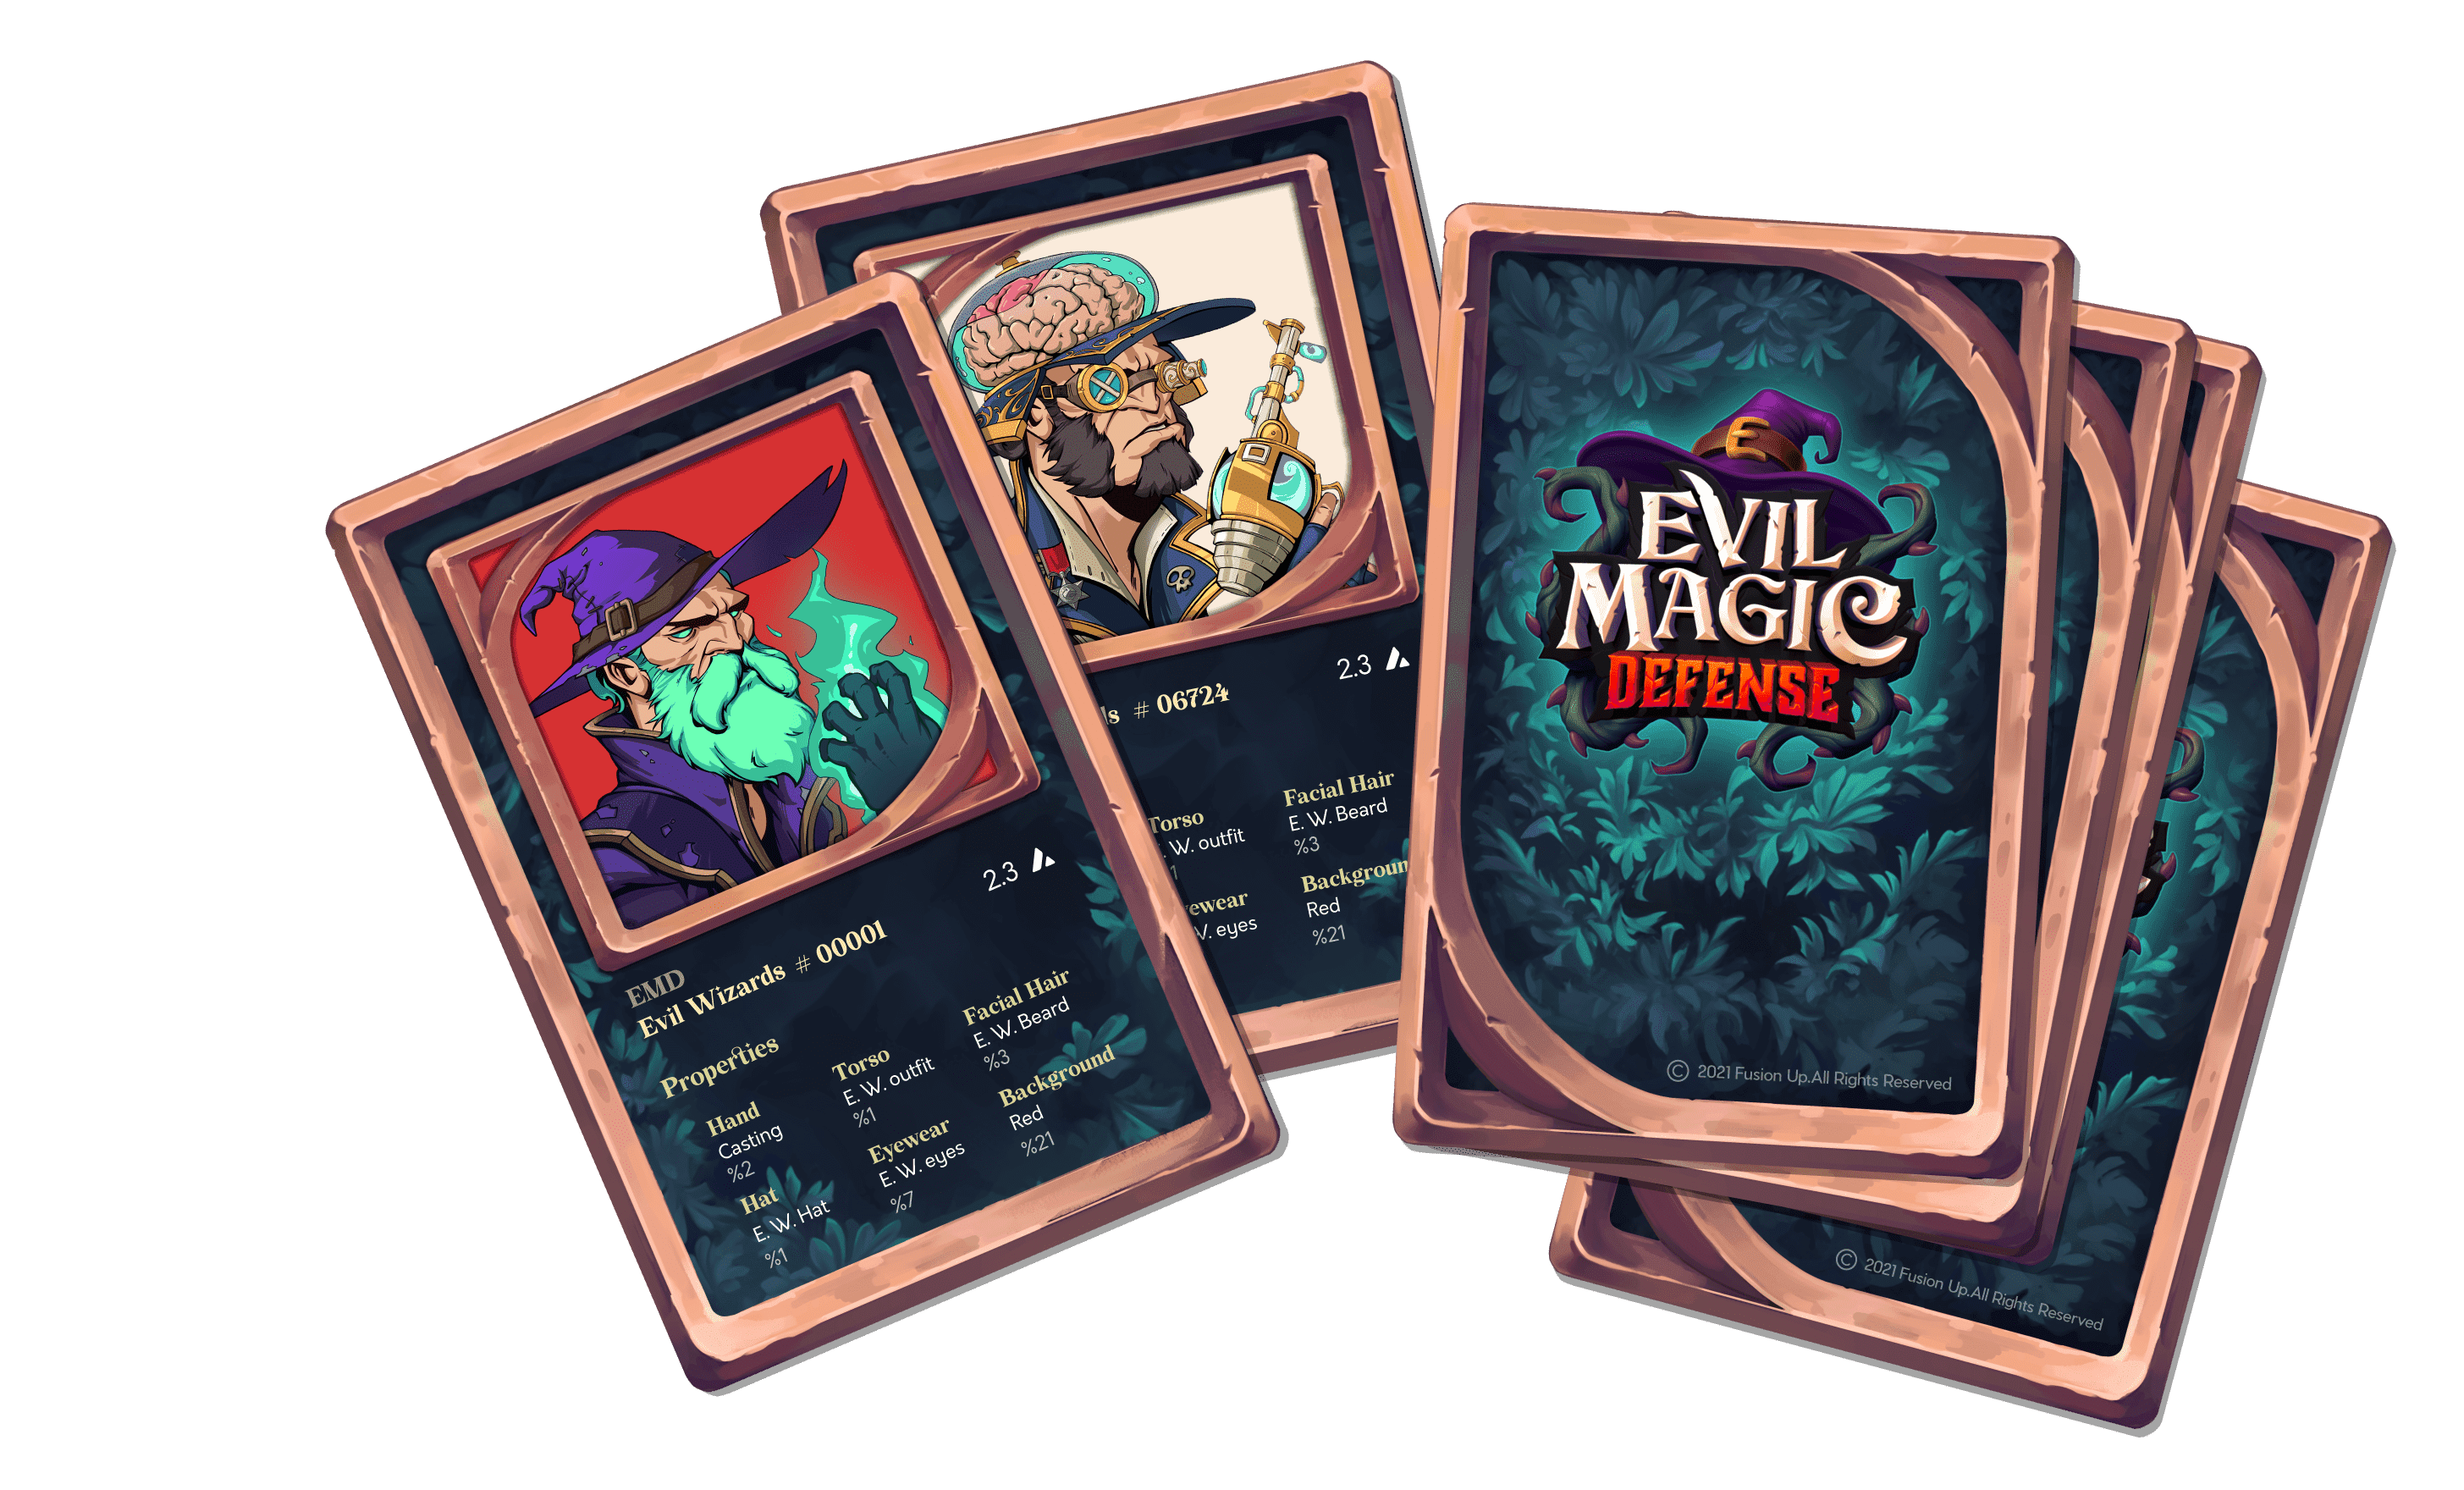 EMD
Evil Wizards # 00001
2.3
Properties
Hand
Casting
%2
Hat
E. W. Hat
%1
Torso
E. W. outfit
%1
Eyewear
E. W. eyes
%7
Facial Hair
E. W. Beard
%3
Background
Red
%21
# 06724
2.3
Torso
W. outfit
eyes
Facial Hair
E. W. Beard
%3
Red
%21
E
EVIL
MAGIC
DEFENSE
© 2021 Fusion Up.All Rights Reserved
© 2021 Fusion Up.All Rights Reserved